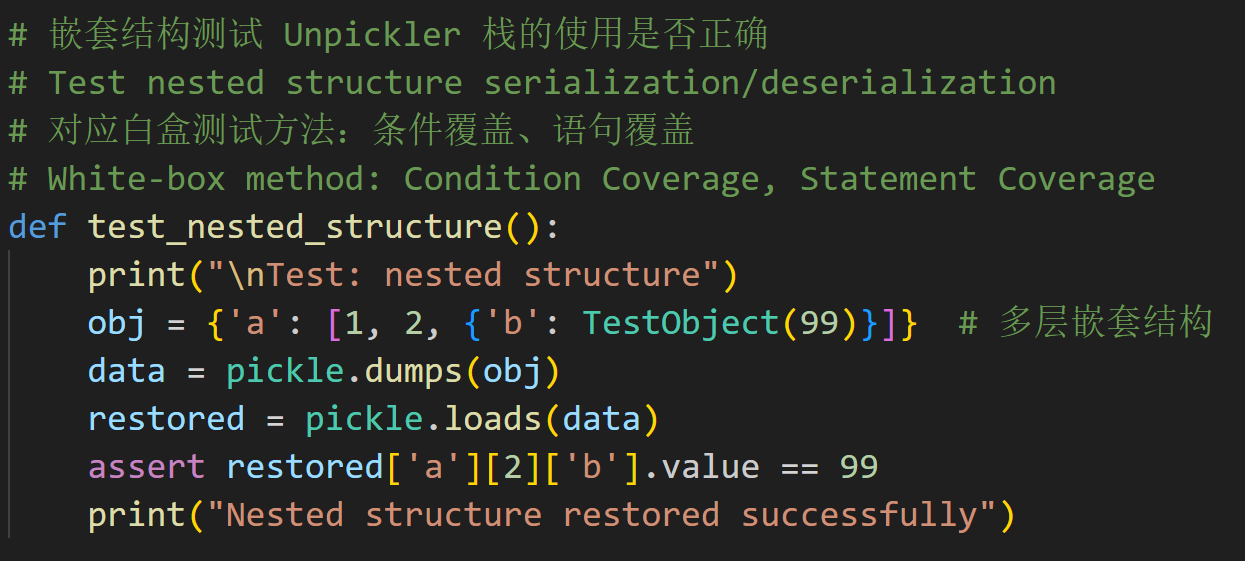 # 嵌套结构测试 Unpickler 栈的使用是否正确
# Test nested structure serialization/deserialization
# 对应白盒测试方法：条件覆盖、语句覆盖
# White-box method: Condition Coverage, Statement Coverage
def test_nested_structure():
    print("\nTest: nested structure")
    obj = {'a': [1, 2, {'b': TestObject(99)}]}  # 多层嵌套结构
    data = pickle.dumps(obj)
    restored = pickle.loads(data)
    assert restored['a'][2]['b'].value == 99
    print("Nested structure restored successfully")